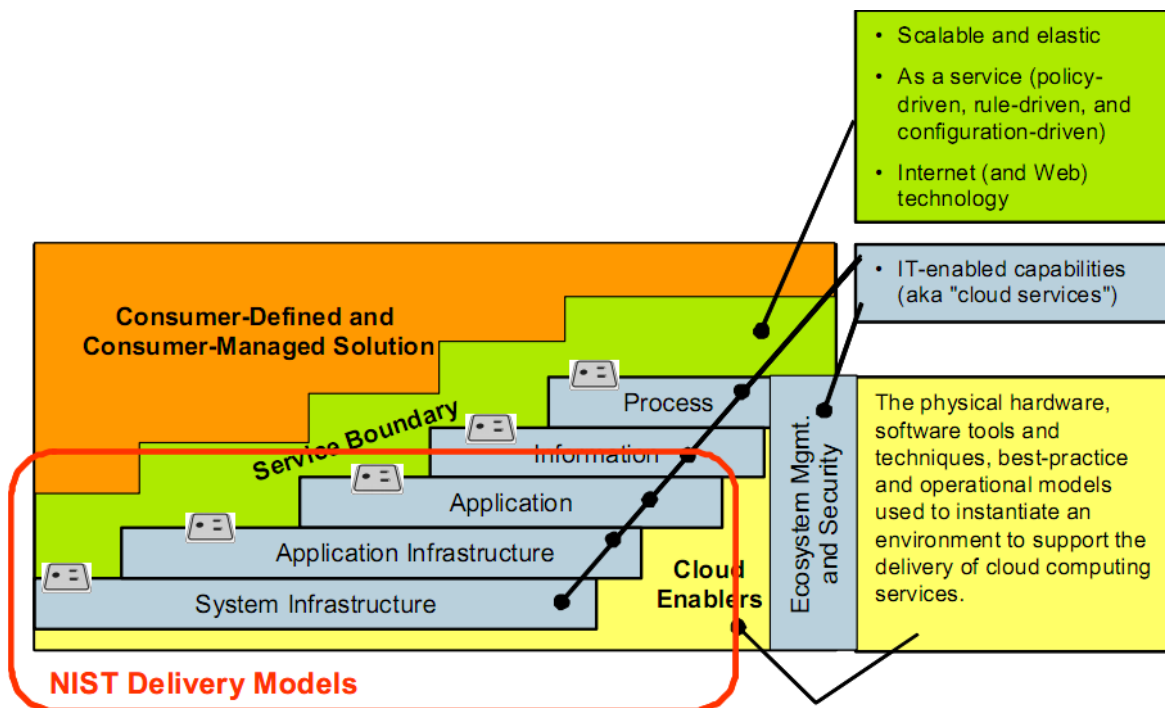 • Scalable and elastic
• As a service (policy-
driven, rule-driven, and
configuration-driven)
• Internet (and Web)
technology
• IT-enabled capabilities
(aka "cloud services")
Consumer-Defined and
Consumer-Managed Solution
Service Boundary
Process
Information
Application
Application Infrastructure
System Infrastructure
Cloud
Enablers
Ecosystem Mgmt.
and Security
The physical hardware,
software tools and
techniques, best-practice
and operational models
used to instantiate an
environment to support the
delivery of cloud computing
services.
NIST Delivery Models